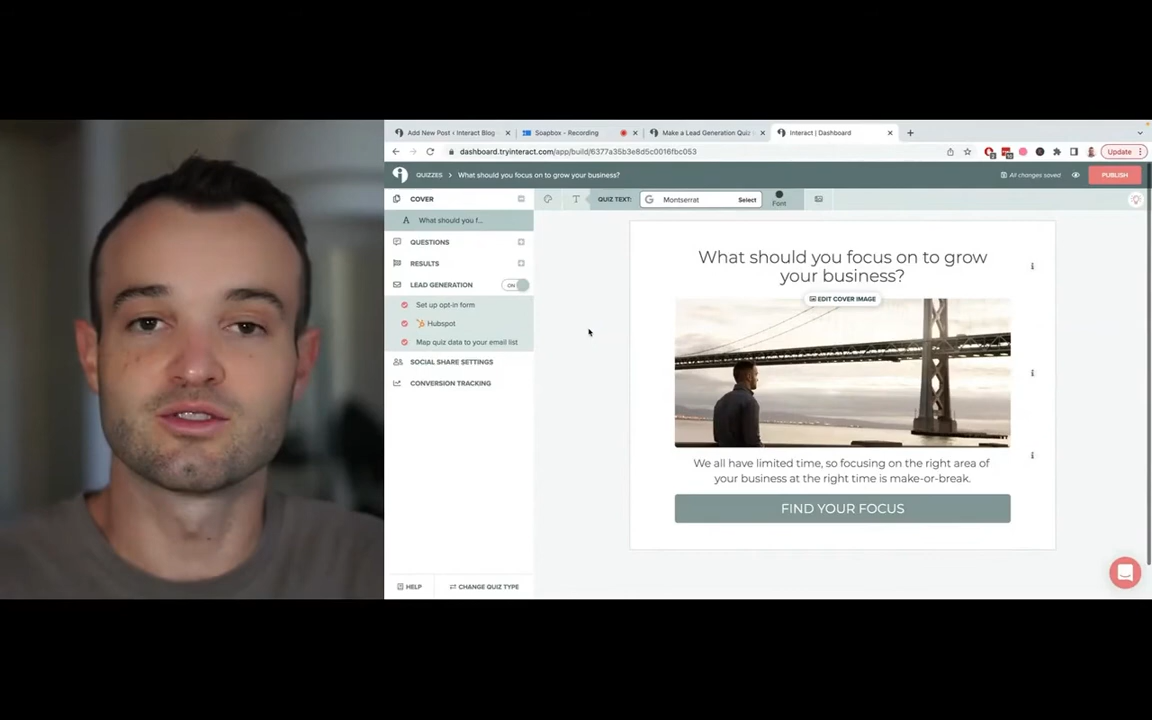 Add New Post ‹ Interact Blog
Soapbox - Recording
Make a Lead Generation Quiz
Interact | Dashboard
dashboard.tryinteract.com/app/build/6377a35b3e8d5c0016fbc053
Update
QUIZZES > What should you focus on to grow your business?
All changes saved
PUBLISH
COVER
QUIZ TEXT:
G
Montserrat
Select
Font
A What should you f...
QUESTIONS
RESULTS
LEAD GENERATION
ON
Set up opt-in form
Hubspot
Map quiz data to your email list
SOCIAL SHARE SETTINGS
CONVERSION TRACKING
What should you focus on to grow
your business?
EDIT COVER IMAGE
We all have limited time, so focusing on the right area of
your business at the right time is make-or-break.
FIND YOUR FOCUS
HELP
CHANGE QUIZ TYPE